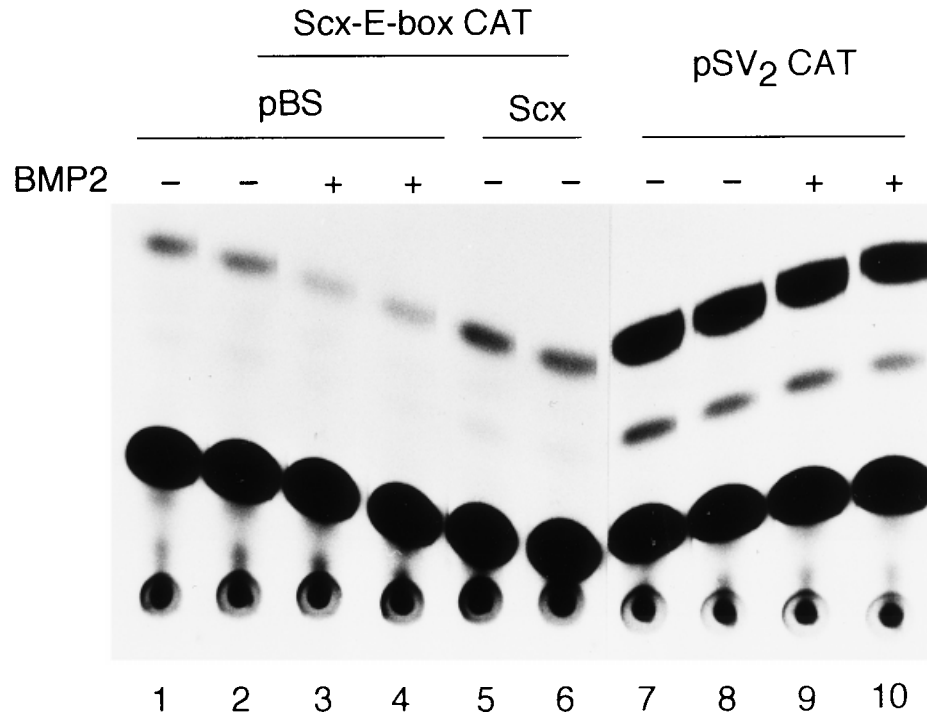 Scx-E-box CAT
pSV2 CAT
pBS Scx
BMP2 − − + + − − − − + +
1 2 3 4 5 6 7 8 9 10